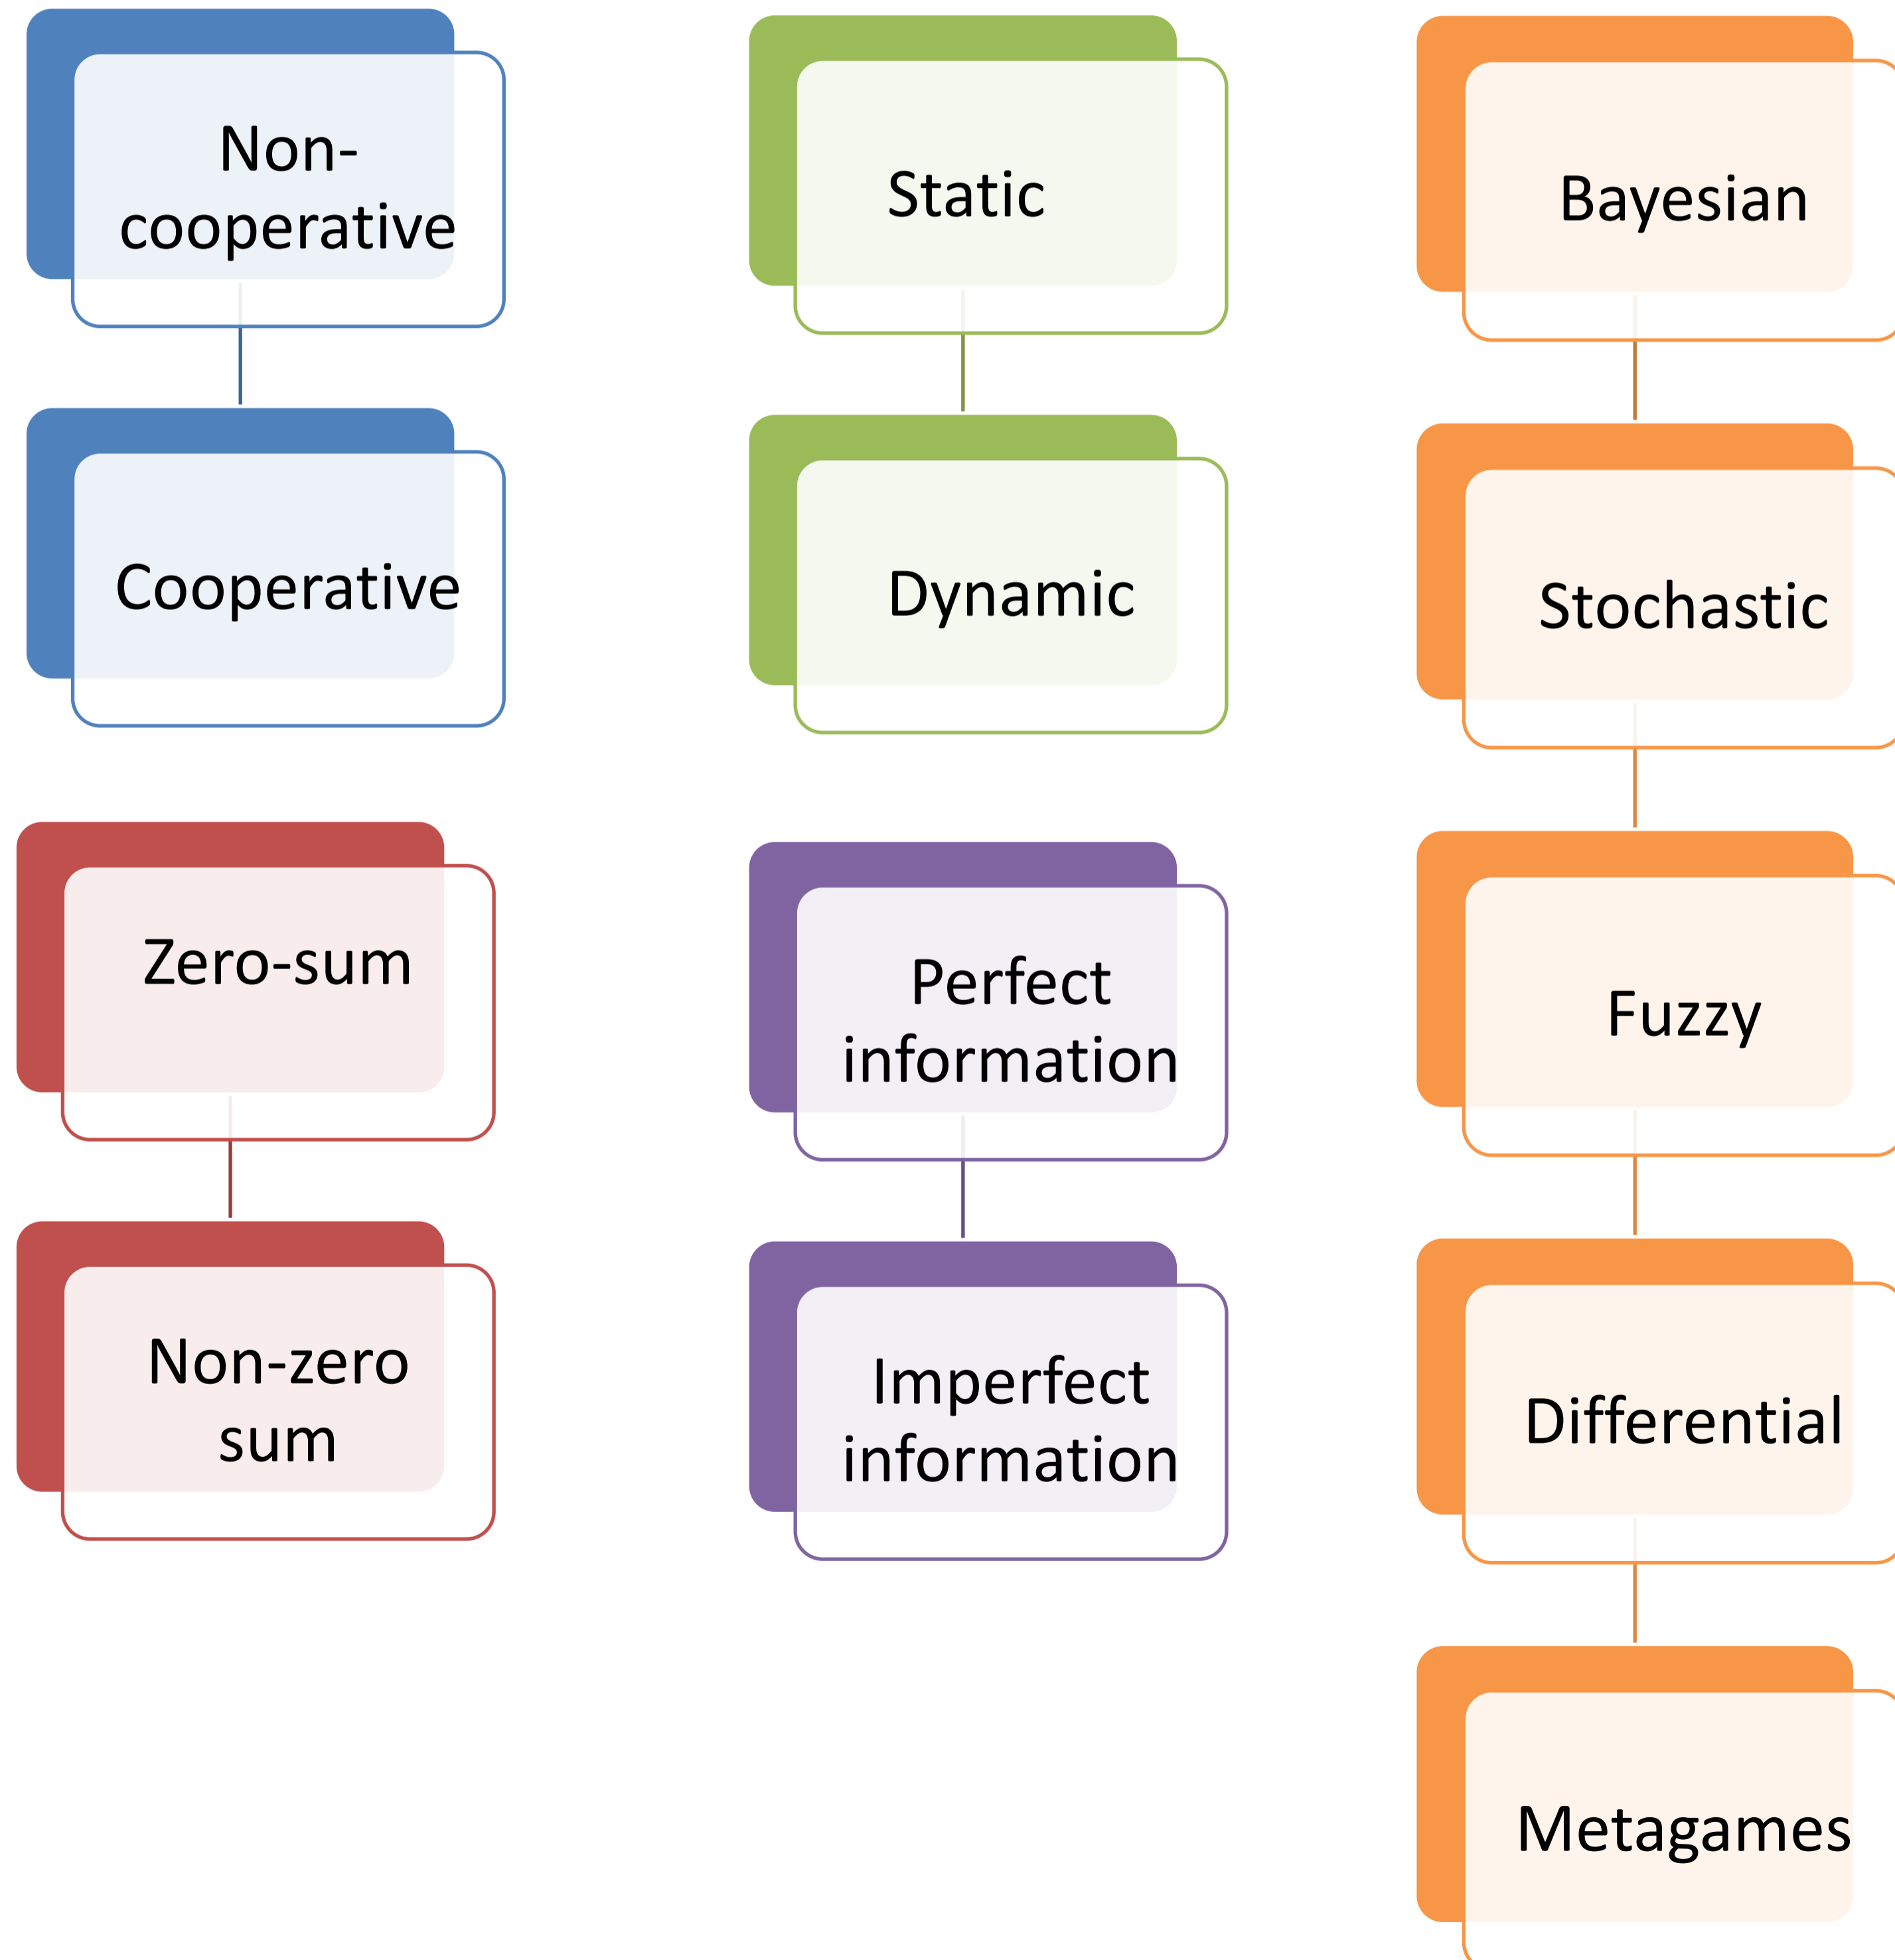 Non-
cooperative
Cooperative
Zero-sum
Non-zero
sum
Static
Dynamic
Perfect
information
Imperfect
information
Bayesian
Stochastic
Fuzzy
Differential
Metagames